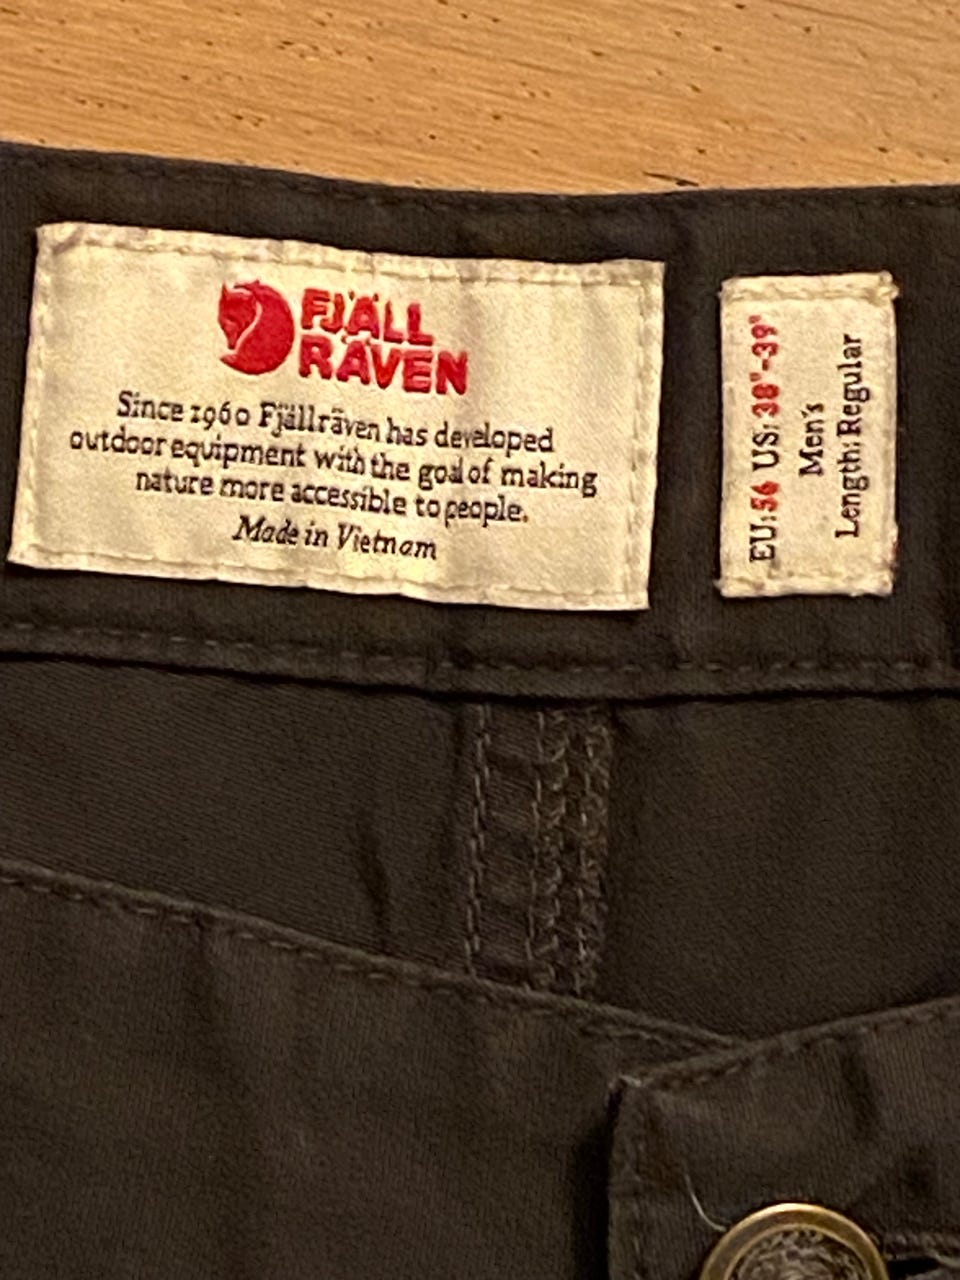 FJÄLL
RÄVEN
Since 1960 Fjällräven has developed
outdoor equipment with the goal of making
nature more accessible to people.
Made in Vietnam
EU: 56 US: 38"-39"
Men's
Length: Regular